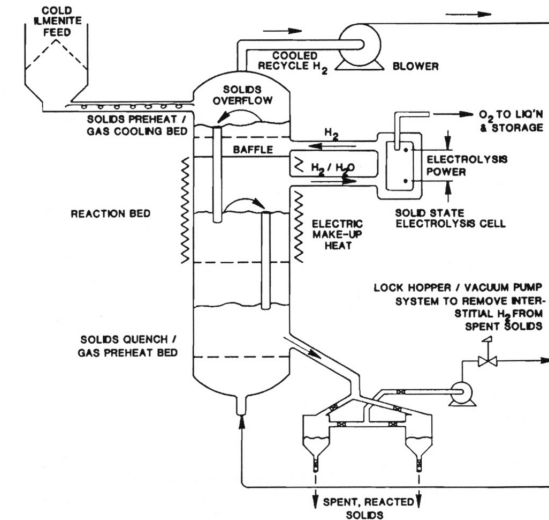 COLD
ILMENITE
FEED
COOLED
RECYCLE H₂
BLOWER
SOLIDS
OVERFLOW
SOLIDS PREHEAT /
GAS COOLING BED
H₂
O₂ TO LIQ'N
& STORAGE
BAFFLE
ELECTROLYSIS
POWER
H₂ / H₂O
REACTION BED
SOLID STATE
ELECTROLYSIS CELL
ELECTRIC
MAKE-UP
HEAT
LOCK HOPPER / VACUUM PUMP
SYSTEM TO REMOVE INTER-
STITIAL H₂ FROM
SPENT SOLIDS
SOLIDS QUENCH /
GAS PREHEAT BED
SPENT, REACTED
SOLIDS